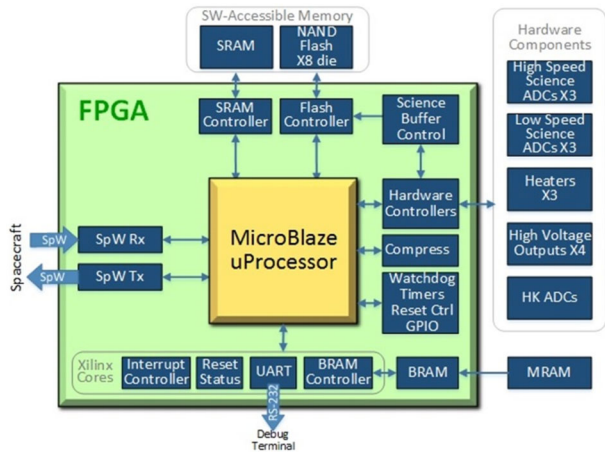 SW-Accessible Memory
SRAM
NAND
Flash
X8 die
Hardware
Components
High Speed
Science
ADCs X3
Low Speed
Science
ADCs X3
Heaters
X3
High Voltage
Outputs X4
HK ADCs
FPGA
SRAM
Controller
Flash
Controller
Science
Buffer
Control
Hardware
Controllers
Compress
Watchdog
Timers
Reset Ctrl
GPIO
MicroBlaze
uProcessor
Spacecraft
SpW
SpW Rx
SpW
SpW Tx
Xilinx
Cores
Interrupt
Controller
Reset
Status
UART
BRAM
Controller
BRAM
MRAM
RS-232
Debug
Terminal